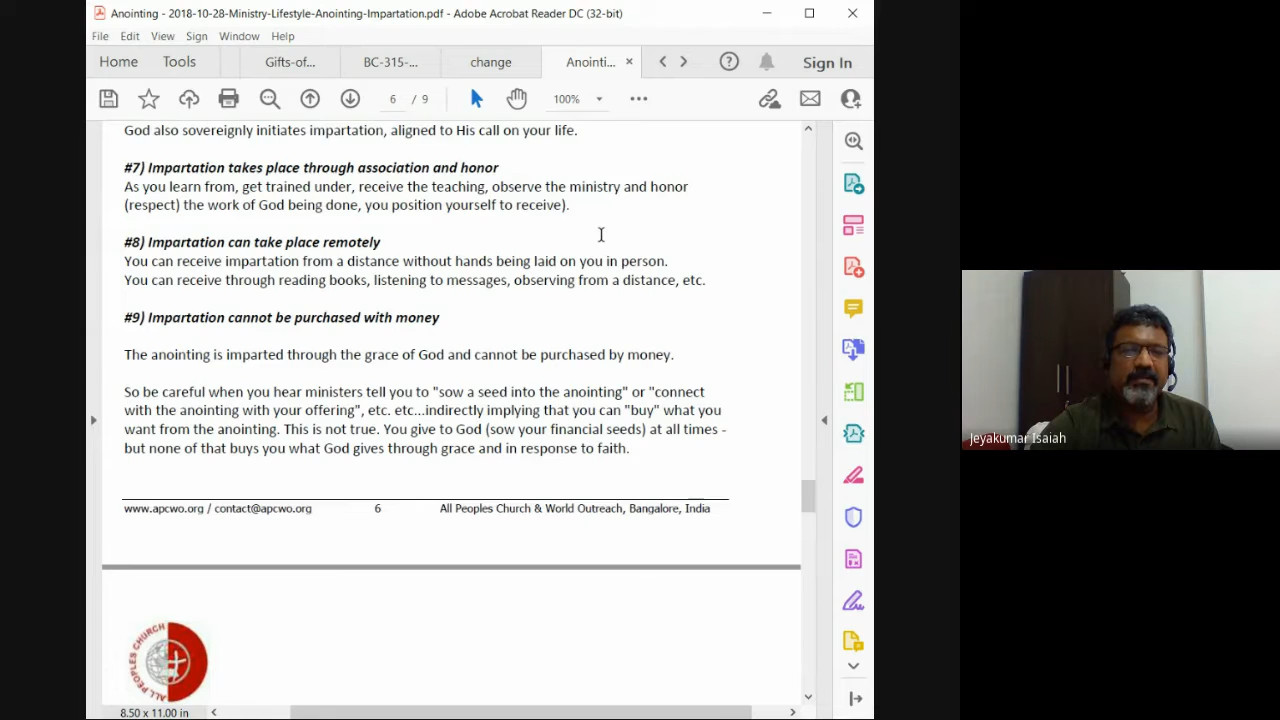 Anointing - 2018-10-28-Ministry-Lifestyle-Anointing-Impartation.pdf - Adobe Acrobat Reader DC (32-bit)
File Edit View Sign Window Help
Home Tools Gifts-of... BC-315-... change Anointi... × Sign In
6 / 9 100%
God also sovereignly initiates impartation, aligned to His call on your life.
#7) Impartation takes place through association and honor
As you learn from, get trained under, receive the teaching, observe the ministry and honor
(respect) the work of God being done, you position yourself to receive).
#8) Impartation can take place remotely
You can receive impartation from a distance without hands being laid on you in person.
You can receive through reading books, listening to messages, observing from a distance, etc.
#9) Impartation cannot be purchased with money
The anointing is imparted through the grace of God and cannot be purchased by money.
So be careful when you hear ministers tell you to "sow a seed into the anointing" or "connect
with the anointing with your offering", etc. etc...indirectly implying that you can "buy" what you
want from the anointing. This is not true. You give to God (sow your financial seeds) at all times -
but none of that buys you what God gives through grace and in response to faith.
www.apcwo.org / contact@apcwo.org 6 All Peoples Church & World Outreach, Bangalore, India
ALL PEOPLES CHURCH
8.50 x 11.00 in
Jeyakumar Isaiah